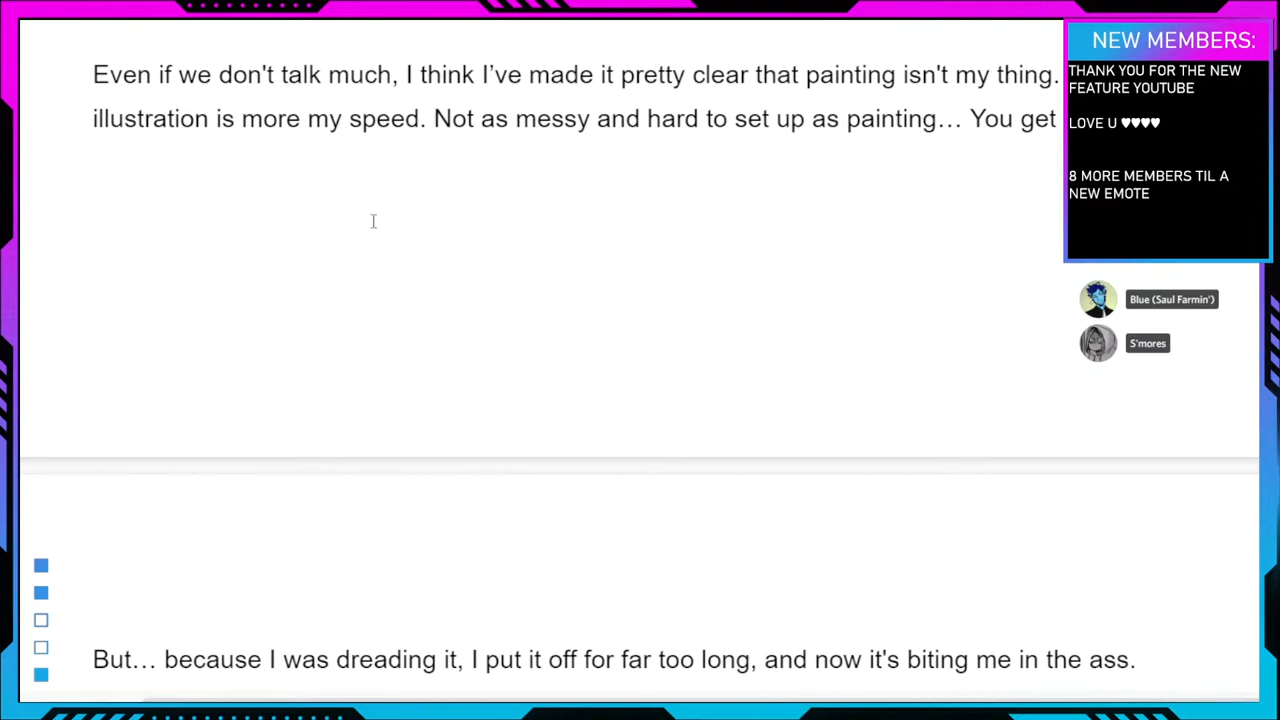 Even if we don't talk much, I think I’ve made it pretty clear that painting isn't my thing.
illustration is more my speed. Not as messy and hard to set up as painting… You get
But… because I was dreading it, I put it off for far too long, and now it's biting me in the ass.
NEW MEMBERS:
THANK YOU FOR THE NEW
FEATURE YOUTUBE
LOVE U ♥♥♥♥
8 MORE MEMBERS TIL A
NEW EMOTE
Blue (Saul Farmin')
S'mores